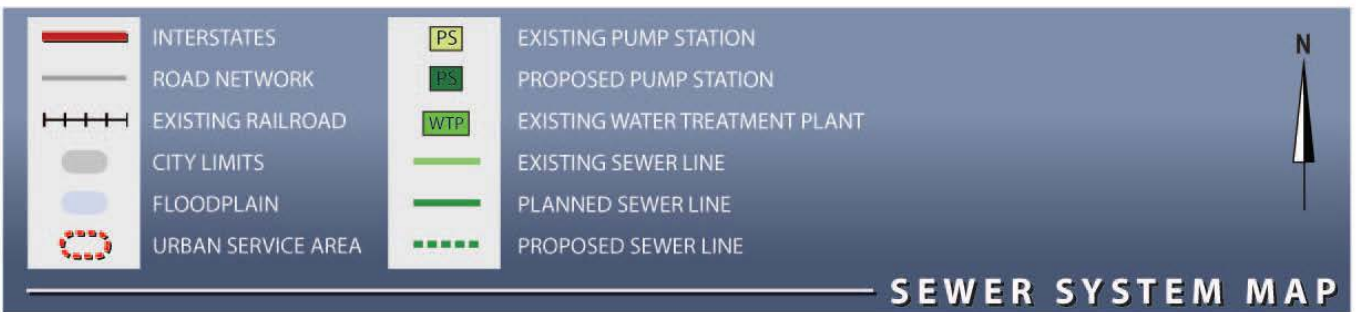 INTERSTATES
ROAD NETWORK
EXISTING RAILROAD
CITY LIMITS
FLOODPLAIN
URBAN SERVICE AREA
PS EXISTING PUMP STATION
PS PROPOSED PUMP STATION
WTP EXISTING WATER TREATMENT PLANT
EXISTING SEWER LINE
PLANNED SEWER LINE
PROPOSED SEWER LINE
N
SEWER SYSTEM MAP